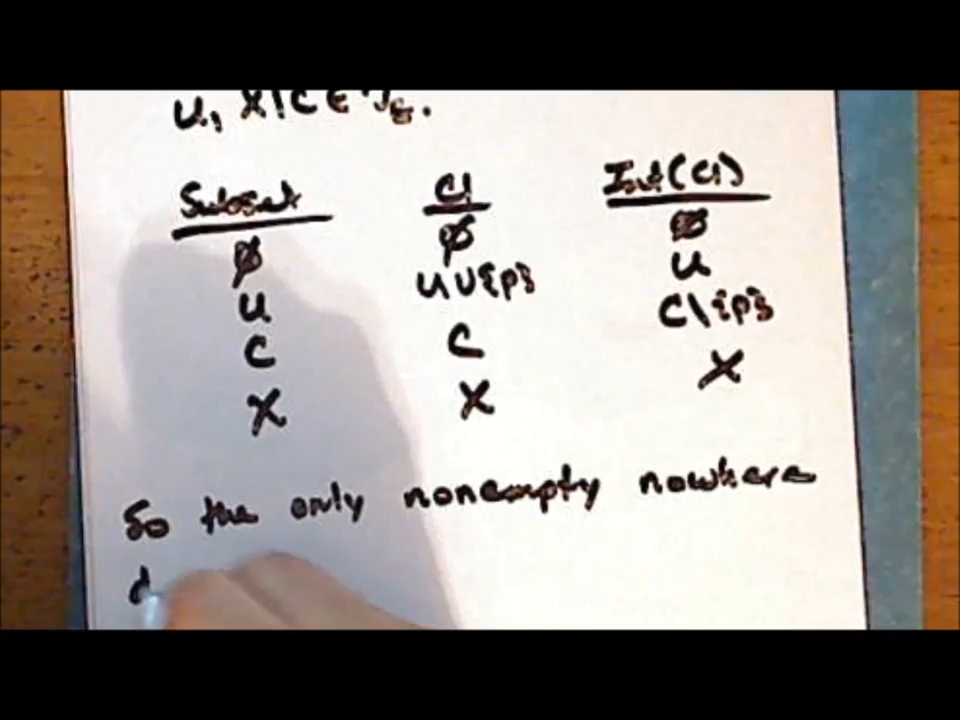 U, X\C ∈ 𝒯
Subset Cl Int(Cl)
∅ ∅ ∅
U U∪{p} U
C C C\{p}
X X X
So the only nonempty nowhere
d